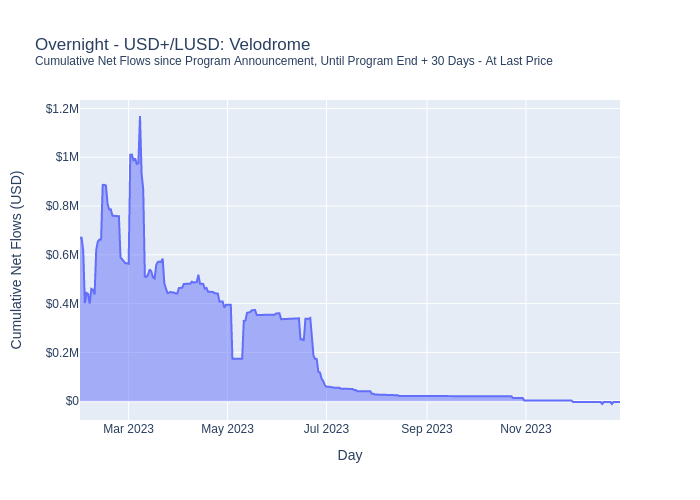 Overnight - USD+/LUSD: Velodrome
Cumulative Net Flows since Program Announcement, Until Program End + 30 Days - At Last Price
$1.2M
$1M
$0.8M
$0.6M
$0.4M
$0.2M
$0
Cumulative Net Flows (USD)
Mar 2023
May 2023
Jul 2023
Sep 2023
Nov 2023
Day